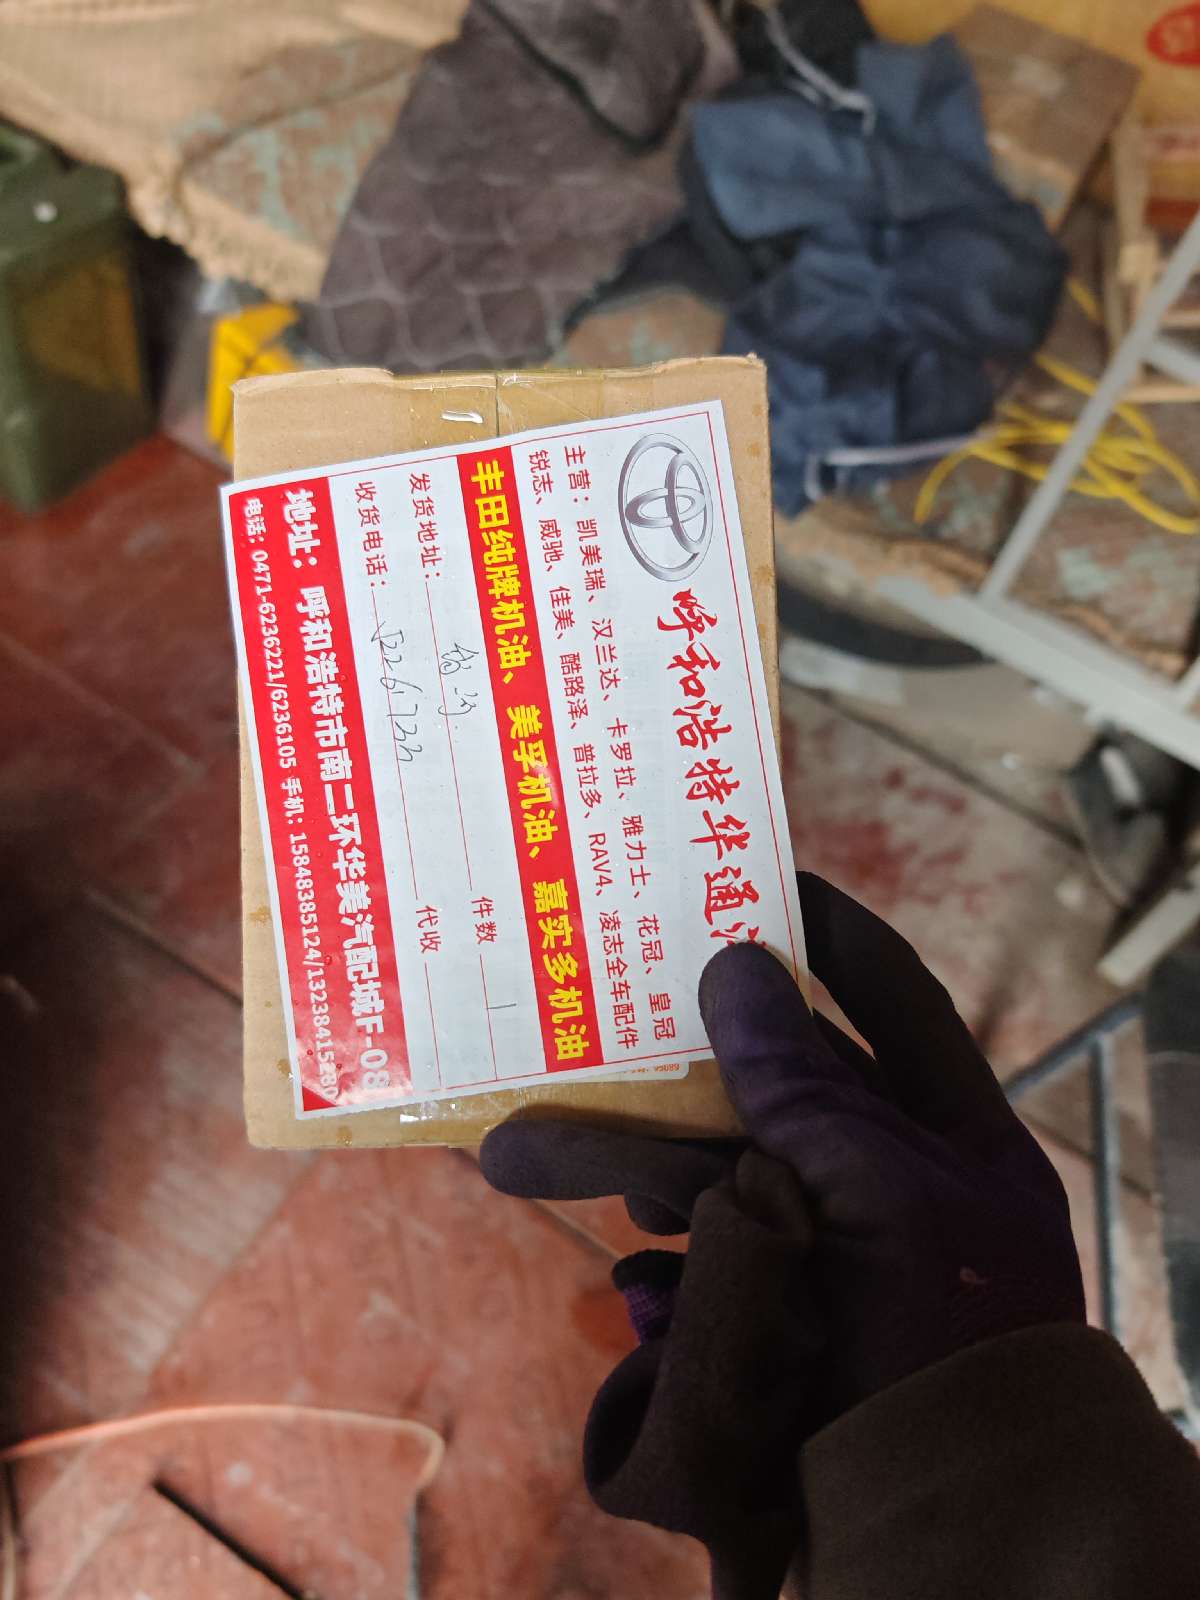 呼和浩特华通
主营：凯美瑞、汉兰达、卡罗拉、雅力士、花冠、皇冠
锐志、威驰、佳美、酷路泽、普拉多、RAV4、凌志全车配件
丰田纯牌机油、美孚机油、嘉实多机油
发货地址： 件数 1
收货电话： 代收
地址：呼和浩特市南二环华美汽配城F-08
电话：0471-6236221/6236105 手机：15848385124/13238415280